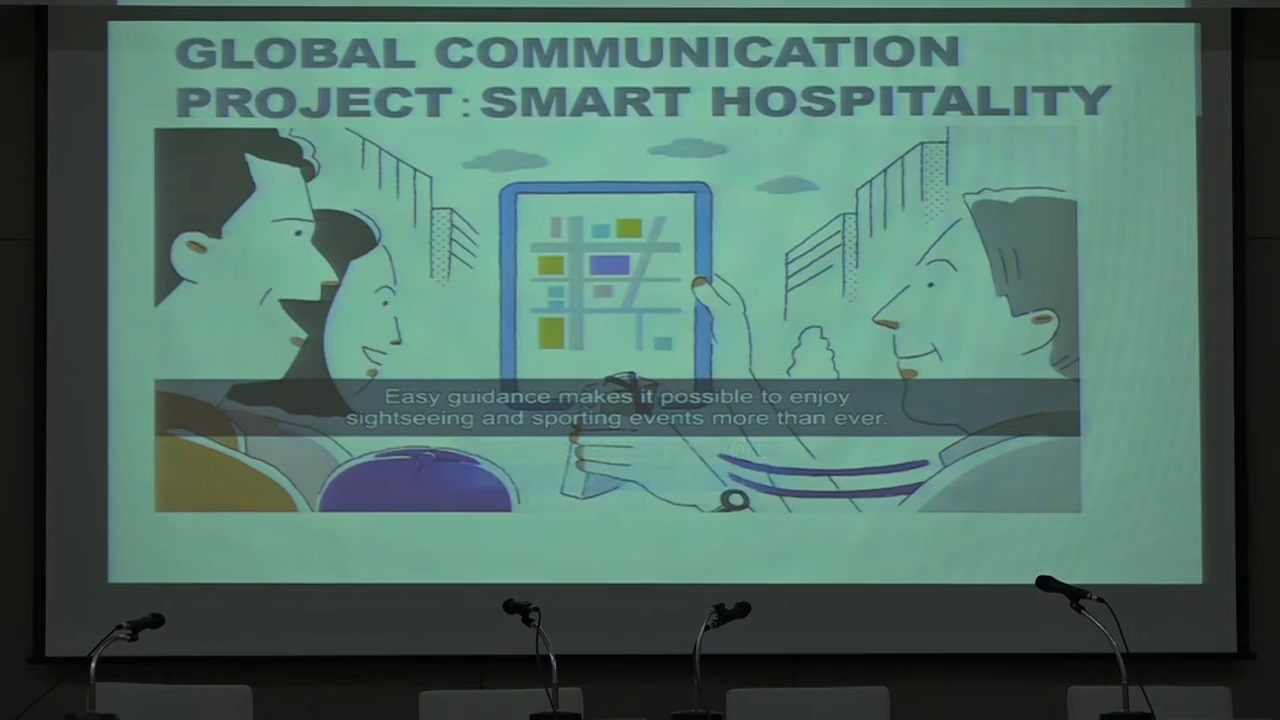 GLOBAL COMMUNICATION
PROJECT:SMART HOSPITALITY
Easy guidance makes it possible to enjoy
sightseeing and sporting events more than ever.